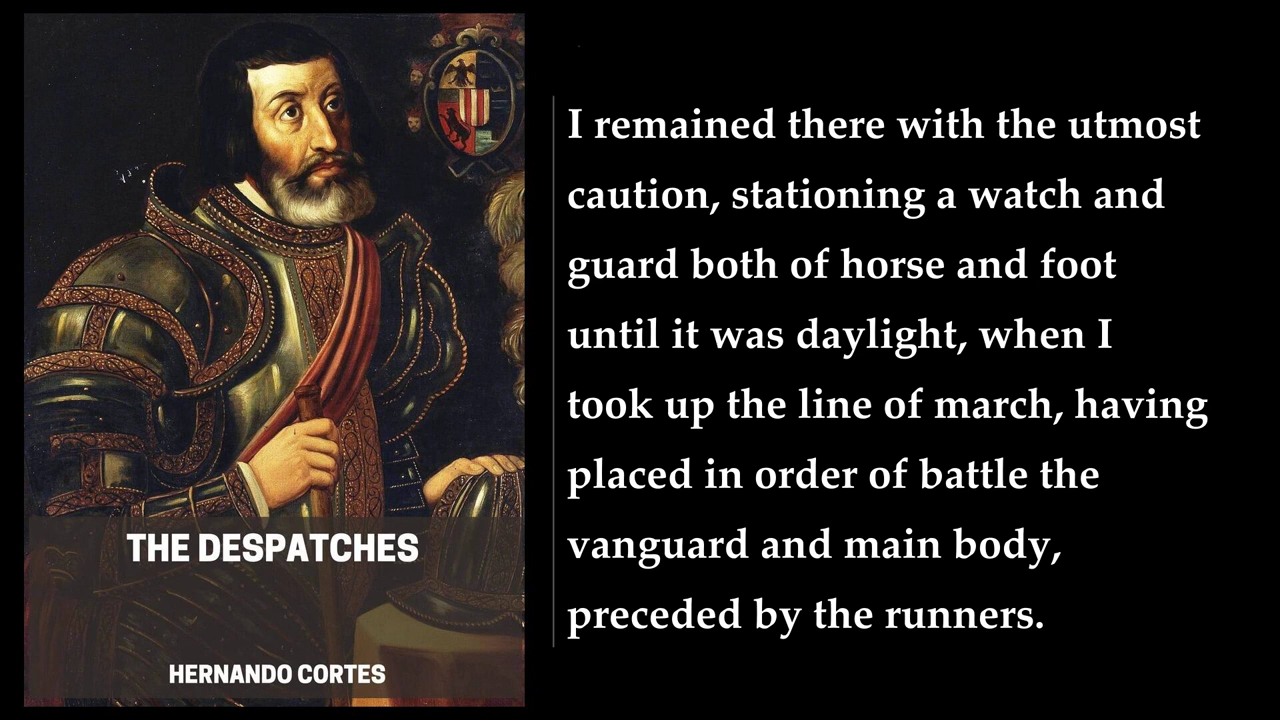 THE DESPATCHES
HERNANDO CORTES
I remained there with the utmost
caution, stationing a watch and
guard both of horse and foot
until it was daylight, when I
took up the line of march, having
placed in order of battle the
vanguard and main body,
preceded by the runners.